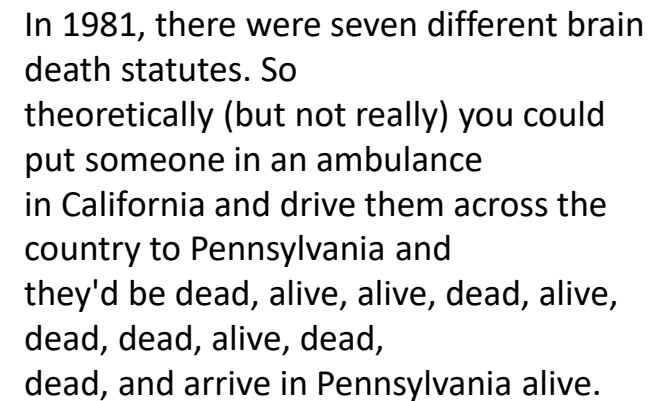 In 1981, there were seven different brain
death statutes. So
theoretically (but not really) you could
put someone in an ambulance
in California and drive them across the
country to Pennsylvania and
they'd be dead, alive, alive, dead, alive,
dead, dead, alive, dead,
dead, and arrive in Pennsylvania alive.